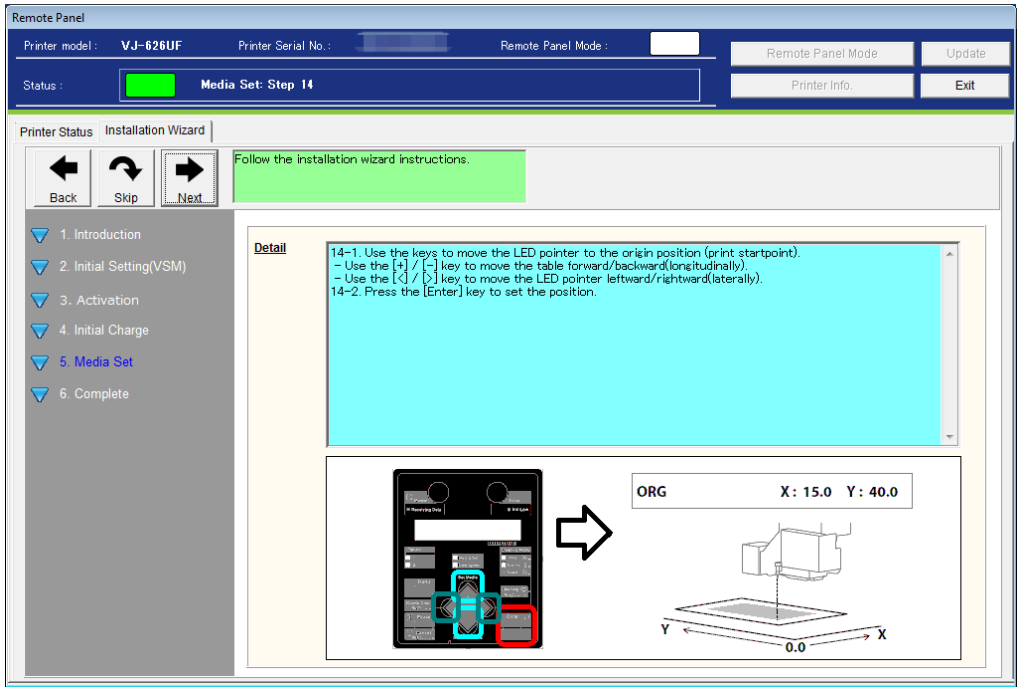 Remote Panel
Printer model : VJ-626UF Printer Serial No. : Remote Panel Mode :
Remote Panel Mode Update
Status : Media Set: Step 14
Printer Info. Exit
Printer Status Installation Wizard
Back Skip Next
Follow the installation wizard instructions.
1. Introduction
2. Initial Setting(VSM)
3. Activation
4. Initial Charge
5. Media Set
6. Complete
Detail
14-1. Use the keys to move the LED pointer to the origin position (print startpoint).
- Use the [+] / [-] key to move the table forward/backward(longitudinally).
- Use the [<] / [>] key to move the LED pointer leftward/rightward(laterally).
14-2. Press the [Enter] key to set the position.
Receiving Data
Box Media
Enter
ORG X : 15.0 Y : 40.0
Y
X
0.0